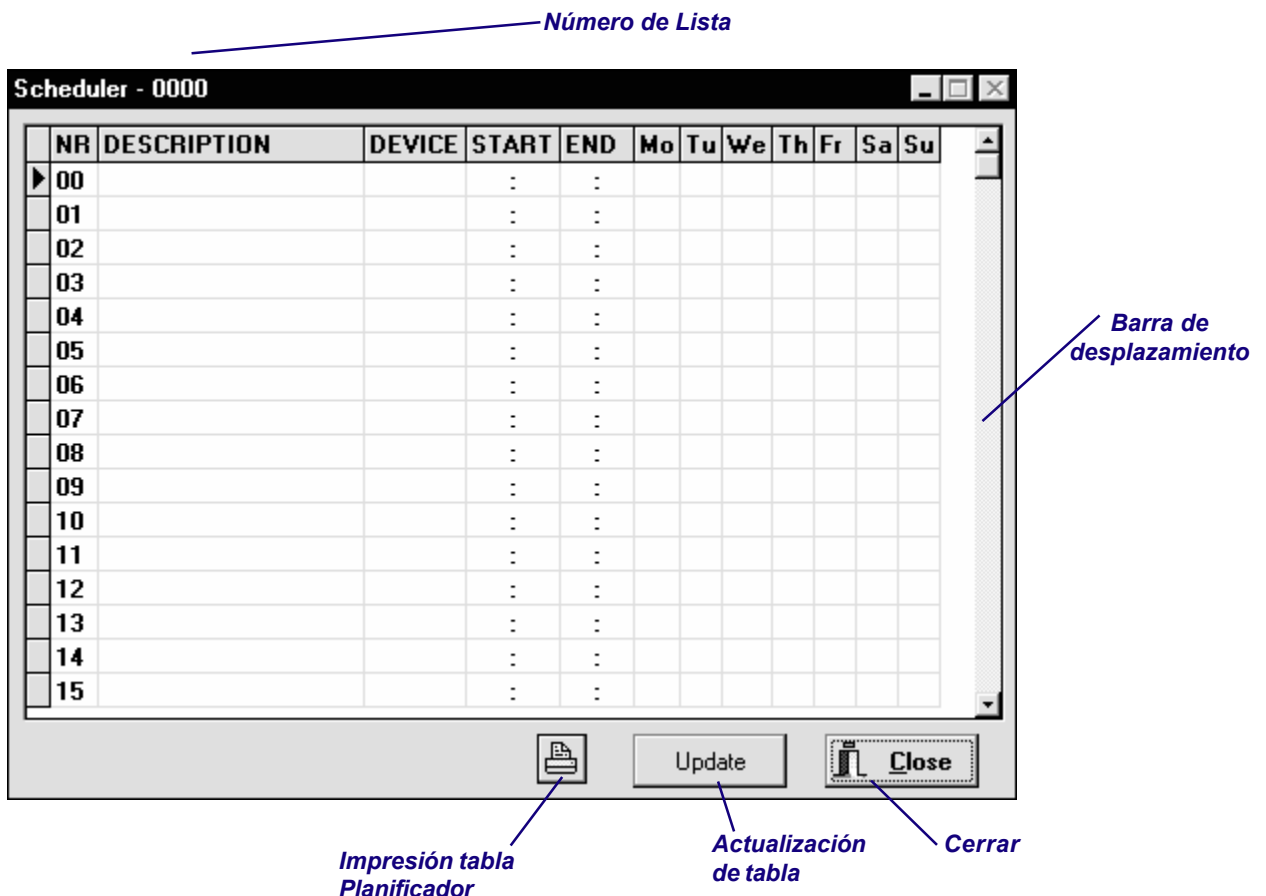 Número de Lista
Scheduler - 0000
NR DESCRIPTION DEVICE START END Mo Tu We Th Fr Sa Su
00 : :
01 : :
02 : :
03 : :
04 : :
05 : :
06 : :
07 : :
08 : :
09 : :
10 : :
11 : :
12 : :
13 : :
14 : :
15 : :
Barra de
desplazamiento
Update
Close
Impresión tabla
Planificador
Actualización
de tabla
Cerrar